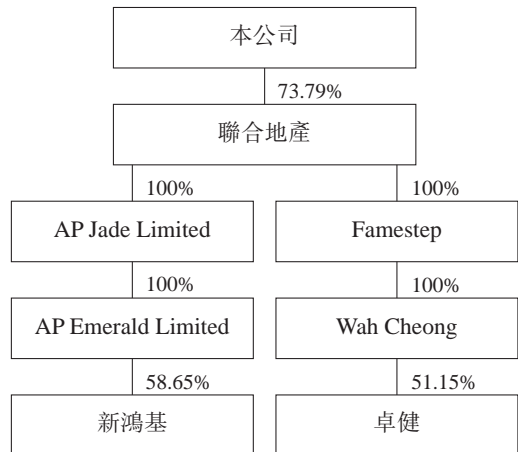 本公司
73.79%
聯合地產
100%
100%
AP Jade Limited
Famestep
100%
100%
AP Emerald Limited
Wah Cheong
58.65%
51.15%
新鴻基
卓健